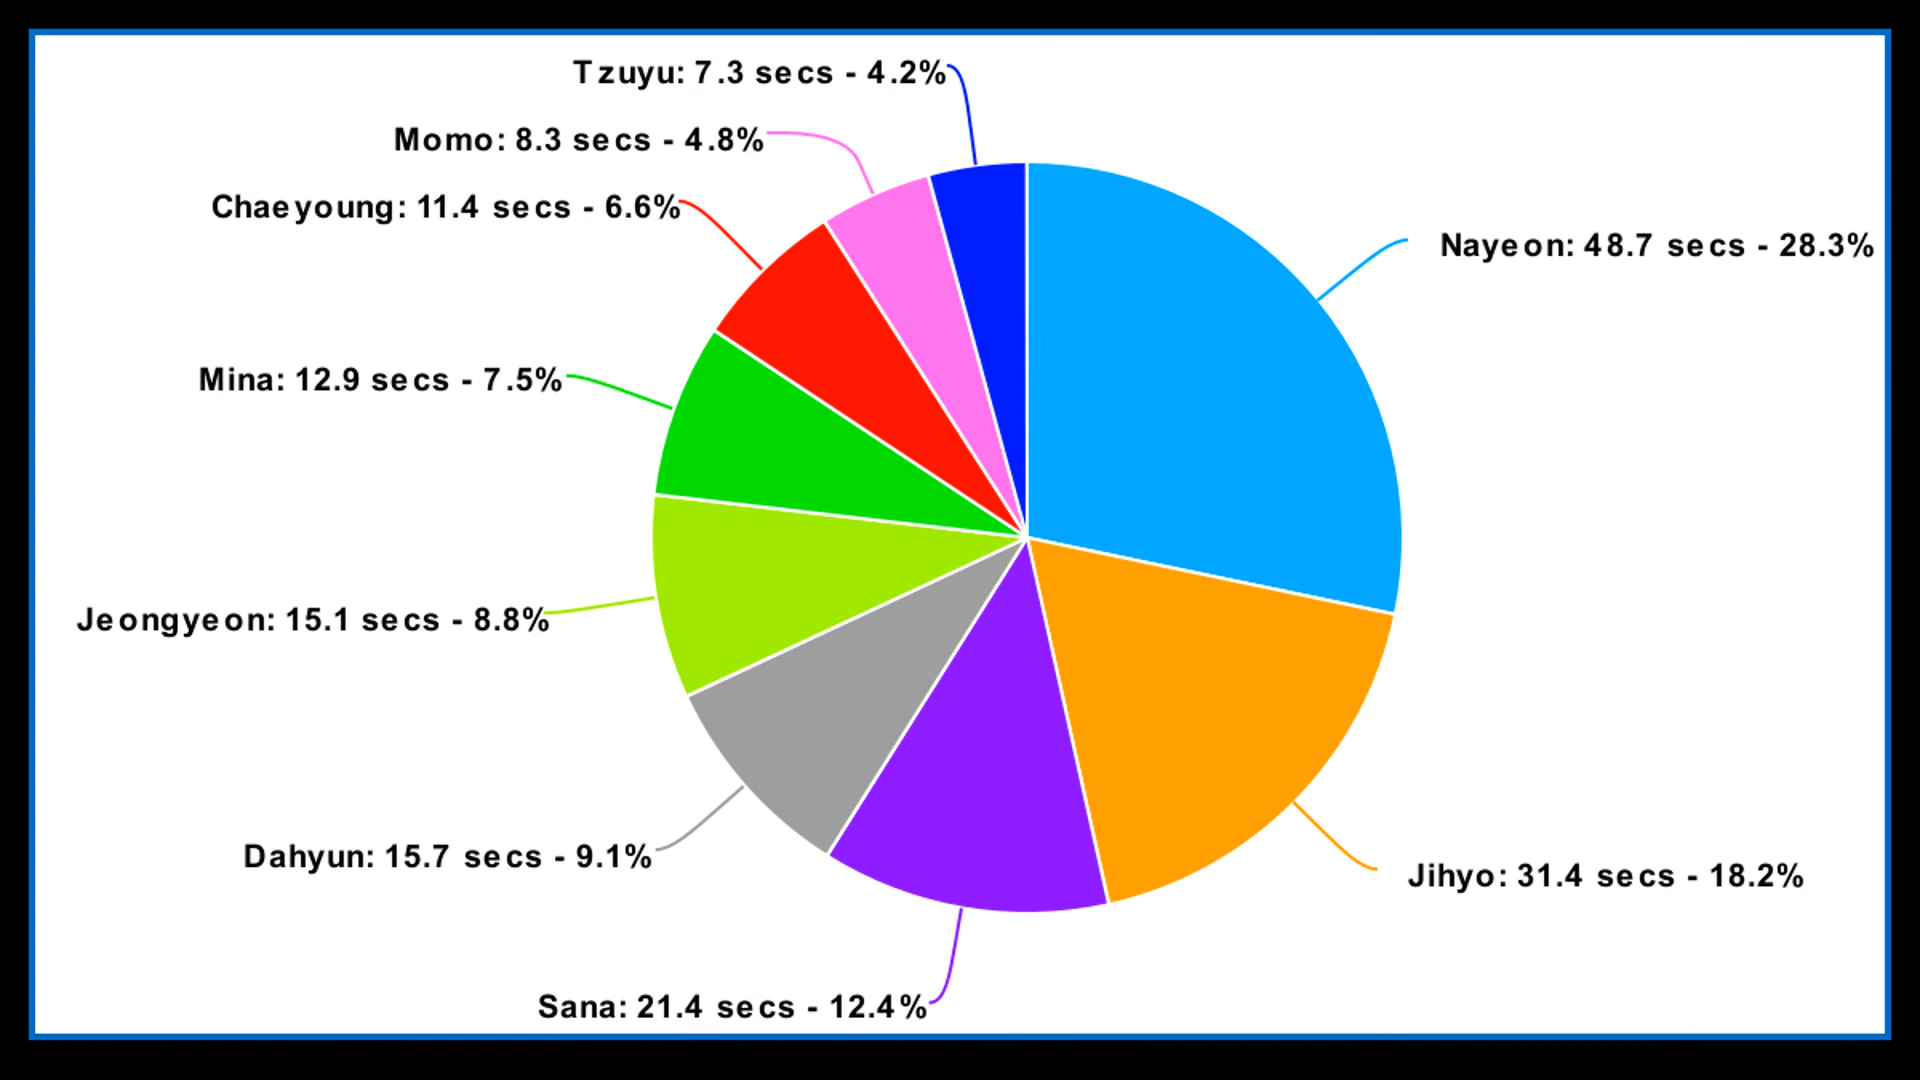 Tzuyu: 7.3 secs - 4.2%
Momo: 8.3 secs - 4.8%
Chaeyoung: 11.4 secs - 6.6%
Nayeon: 48.7 secs - 28.3%
Mina: 12.9 secs - 7.5%
Jeongyeon: 15.1 secs - 8.8%
Dahyun: 15.7 secs - 9.1%
Jihyo: 31.4 secs - 18.2%
Sana: 21.4 secs - 12.4%